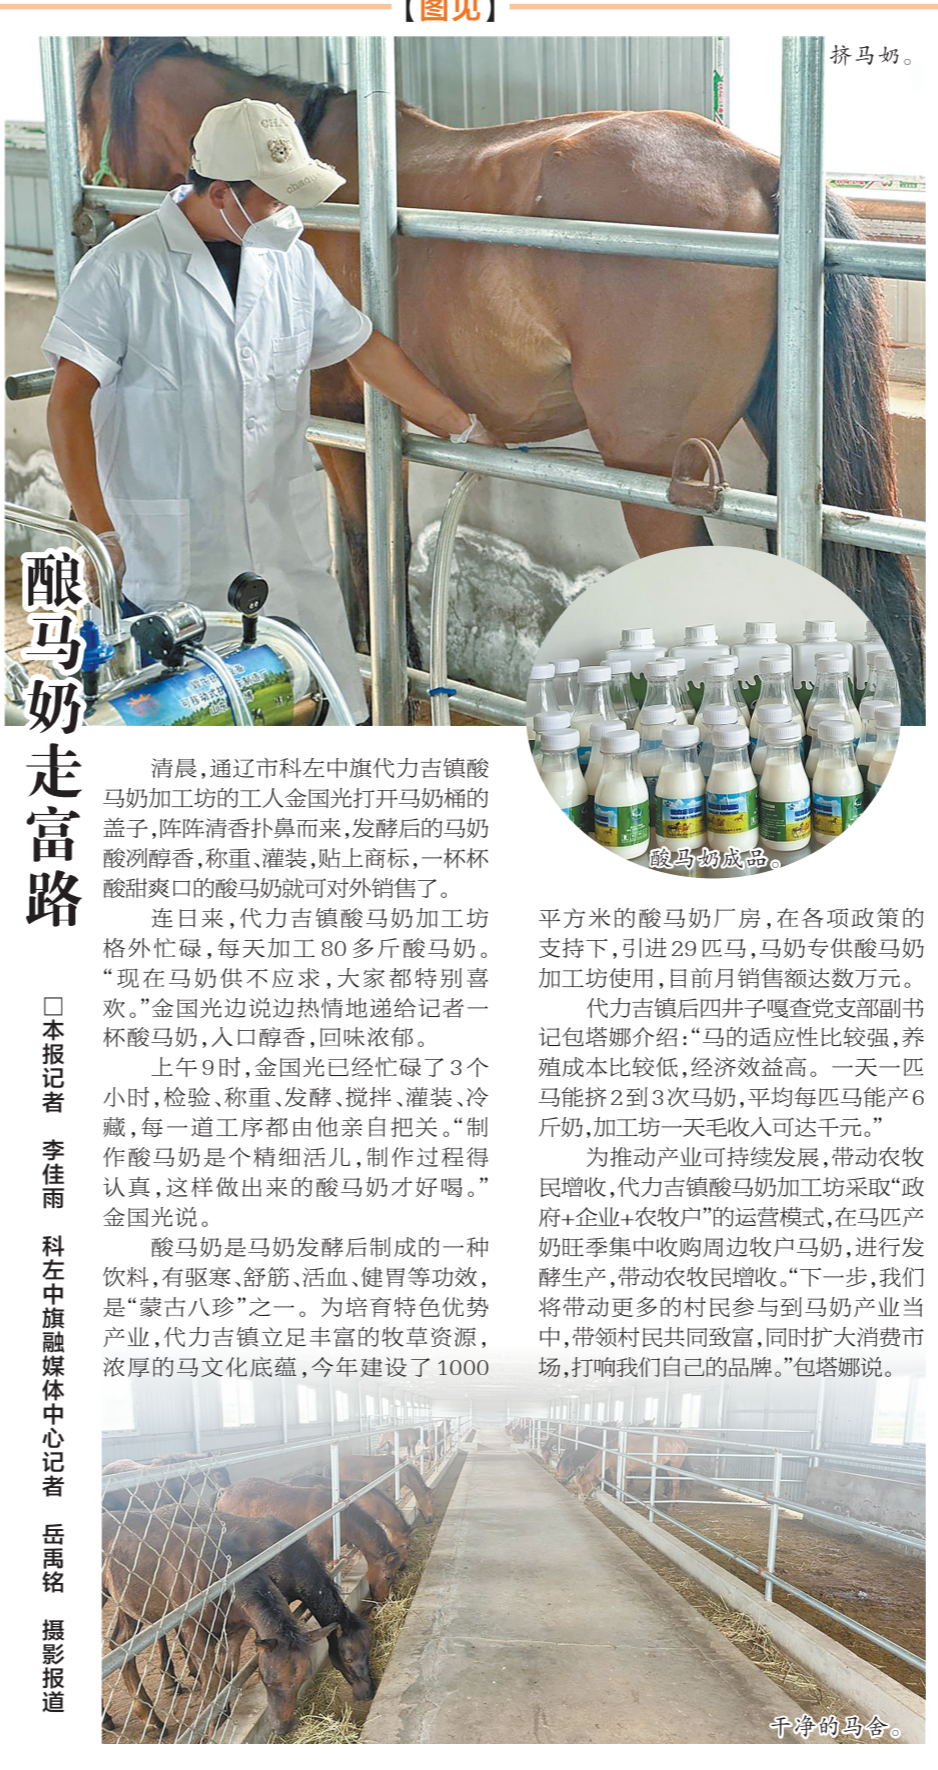 【图见】
挤马奶。
酿马奶走富路
□本报记者 李佳雨 科左中旗融媒体中心记者 岳禹铭 摄影报道
酸马奶成品。
清晨，通辽市科左中旗代力吉镇酸
马奶加工坊的工人金国光打开马奶桶的
盖子，阵阵清香扑鼻而来，发酵后的马奶
酸冽醇香，称重、灌装，贴上商标，一杯杯
酸甜爽口的酸马奶就可对外销售了。
连日来，代力吉镇酸马奶加工坊
格外忙碌，每天加工80多斤酸马奶。
“现在马奶供不应求，大家都特别喜
欢。”金国光边说边热情地递给记者一
杯酸马奶，入口醇香，回味浓郁。
上午9时，金国光已经忙碌了3个
小时，检验、称重、发酵、搅拌、灌装、冷
藏，每一道工序都由他亲自把关。“制
作酸马奶是个精细活儿，制作过程得
认真，这样做出来的酸马奶才好喝。”
金国光说。
酸马奶是马奶发酵后制成的一种
饮料，有驱寒、舒筋、活血、健胃等功效，
是“蒙古八珍”之一。为培育特色优势
产业，代力吉镇立足丰富的牧草资源，
浓厚的马文化底蕴，今年建设了1000
平方米的酸马奶厂房，在各项政策的
支持下，引进29匹马，马奶专供酸马奶
加工坊使用，目前月销售额达数万元。
代力吉镇后四井子嘎查党支部副书
记包塔娜介绍：“马的适应性比较强，养
殖成本比较低，经济效益高。一天一匹
马能挤2到3次马奶，平均每匹马能产6
斤奶，加工坊一天毛收入可达千元。”
为推动产业可持续发展，带动农牧
民增收，代力吉镇酸马奶加工坊采取“政
府+企业+农牧户”的运营模式，在马匹产
奶旺季集中收购周边牧户马奶，进行发
酵生产，带动农牧民增收。“下一步，我们
将带动更多的村民参与到马奶产业当
中，带领村民共同致富，同时扩大消费市
场，打响我们自己的品牌。”包塔娜说。
干净的马舍。